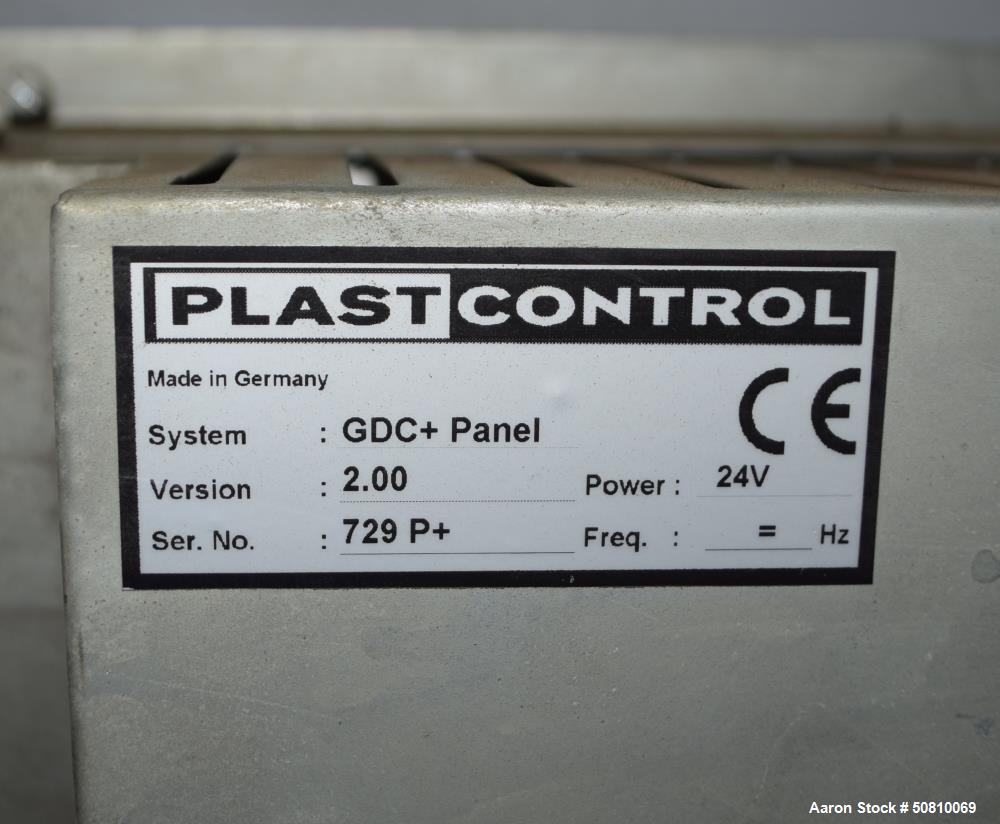 PLASTCONTROL
Made in Germany
CE
System : GDC+ Panel
Version : 2.00 Power : 24V
Ser. No. : 729 P+ Freq. : = Hz
Aaron Stock # 50810069